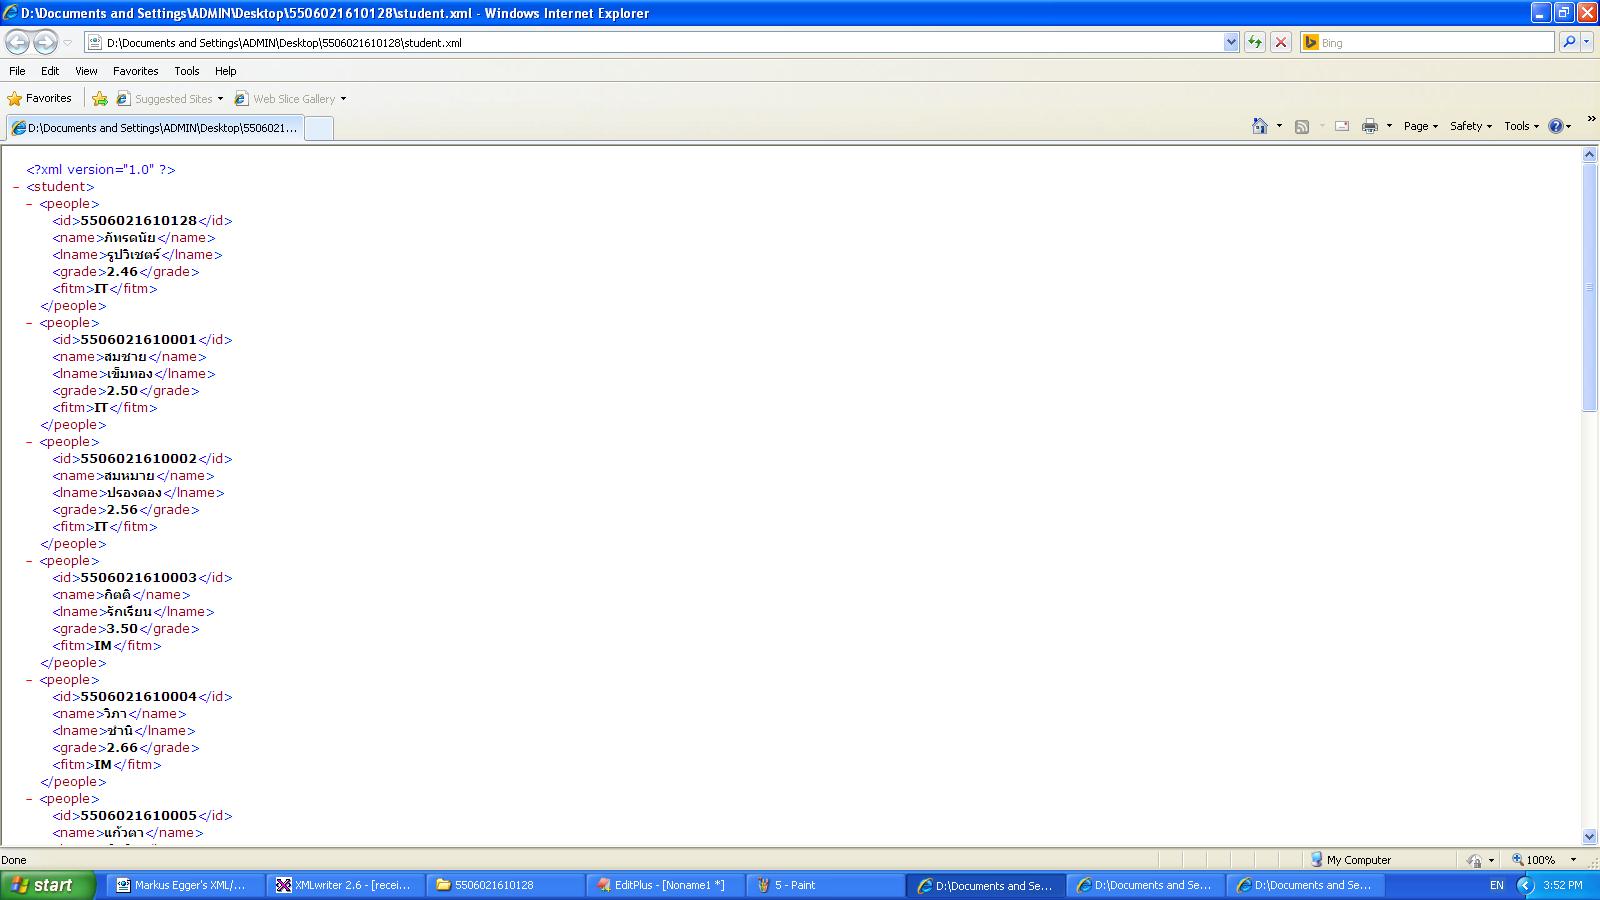 D:\Documents and Settings\ADMIN\Desktop\5506021610128\student.xml - Windows Internet Explorer
D:\Documents and Settings\ADMIN\Desktop\5506021610128\student.xml
Bing
File Edit View Favorites Tools Help
Favorites Suggested Sites Web Slice Gallery
D:\Documents and Settings\ADMIN\Desktop\5506021...
Page Safety Tools »
<?xml version="1.0" ?>
- <student>
- <people>
<id>5506021610128</id>
<name>ภัทรดนัย</name>
<lname>รูปวิเชตร์</lname>
<grade>2.46</grade>
<fitm>IT</fitm>
</people>
- <people>
<id>5506021610001</id>
<name>สมชาย</name>
<lname>เข็มทอง</lname>
<grade>2.50</grade>
<fitm>IT</fitm>
</people>
- <people>
<id>5506021610002</id>
<name>สมหมาย</name>
<lname>ปรองดอง</lname>
<grade>2.56</grade>
<fitm>IT</fitm>
</people>
- <people>
<id>5506021610003</id>
<name>กิตติ</name>
<lname>รักเรียน</lname>
<grade>3.50</grade>
<fitm>IM</fitm>
</people>
- <people>
<id>5506021610004</id>
<name>วิภา</name>
<lname>ชำนิ</lname>
<grade>2.66</grade>
<fitm>IM</fitm>
</people>
- <people>
<id>5506021610005</id>
<name>แก้วตา</name>
Done My Computer 100%
start Markus Egger's XML/... XMLwriter 2.6 - [recei... 5506021610128 EditPlus - [Noname1 *] 5 - Paint D:\Documents and Se... D:\Documents and Se... D:\Documents and Se... EN 3:52 PM